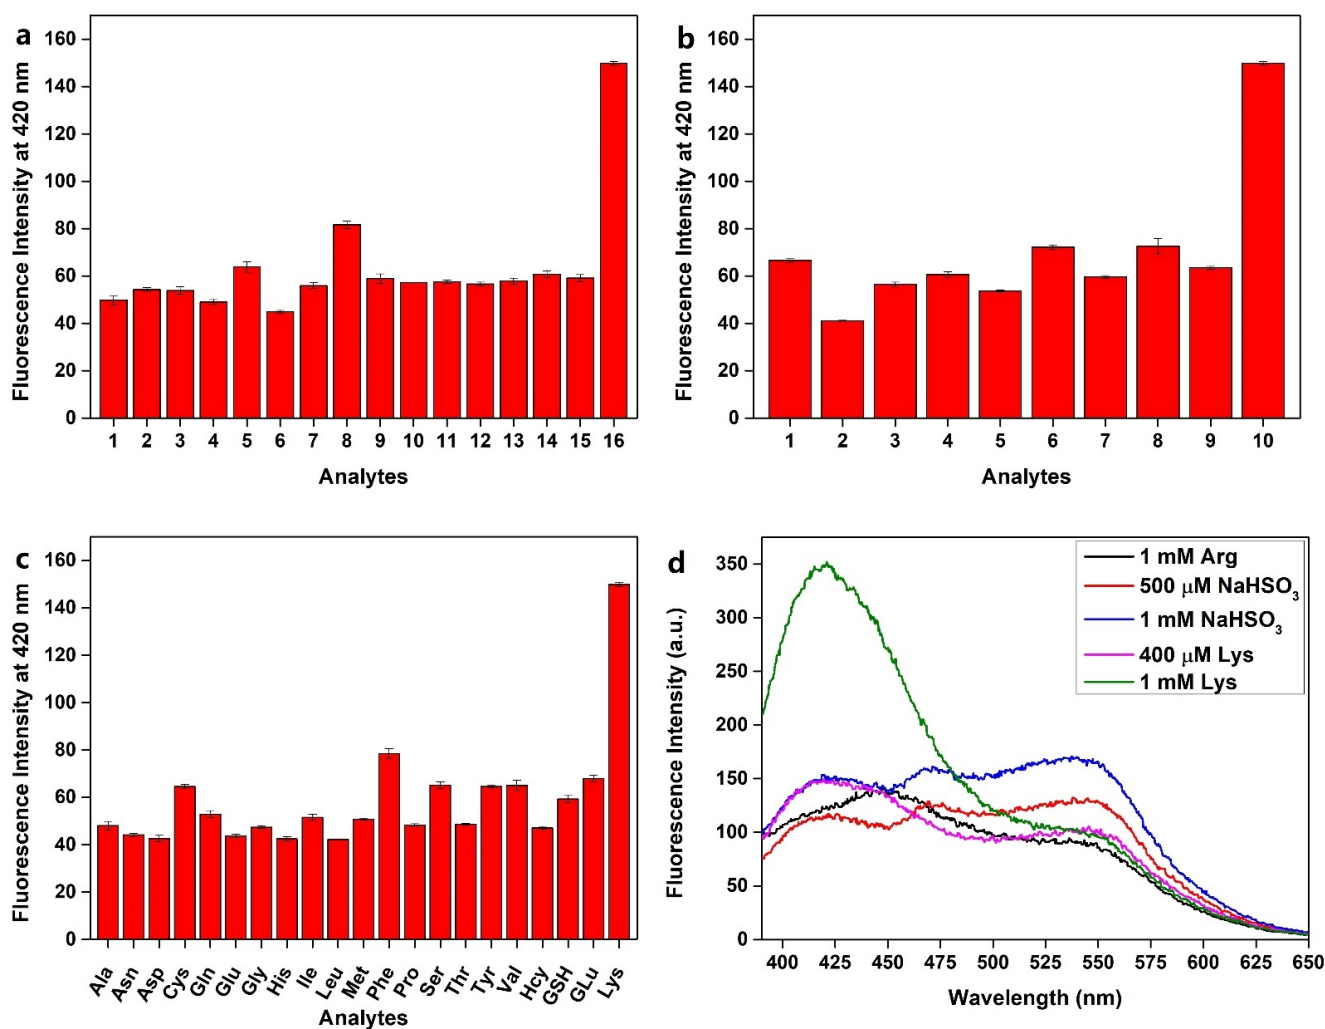 a
Fluorescence Intensity at 420 nm
160
140
120
100
80
60
40
20
0
1 2 3 4 5 6 7 8 9 10 11 12 13 14 15 16
Analytes
b
Fluorescence Intensity at 420 nm
160
140
120
100
80
60
40
20
0
1 2 3 4 5 6 7 8 9 10
Analytes
c
Fluorescence Intensity at 420 nm
160
140
120
100
80
60
40
20
0
Ala Asn Asp Cys Gln Glu Gly His Ile Leu Met Phe Pro Ser Thr Tyr Val Hcy GSH GLu Lys
Analytes
d
Fluorescence Intensity (a.u.)
350
300
250
200
150
100
50
0
1 mM Arg
500 μM NaHSO₃
1 mM NaHSO₃
400 μM Lys
1 mM Lys
400 425 450 475 500 525 550 575 600 625 650
Wavelength (nm)